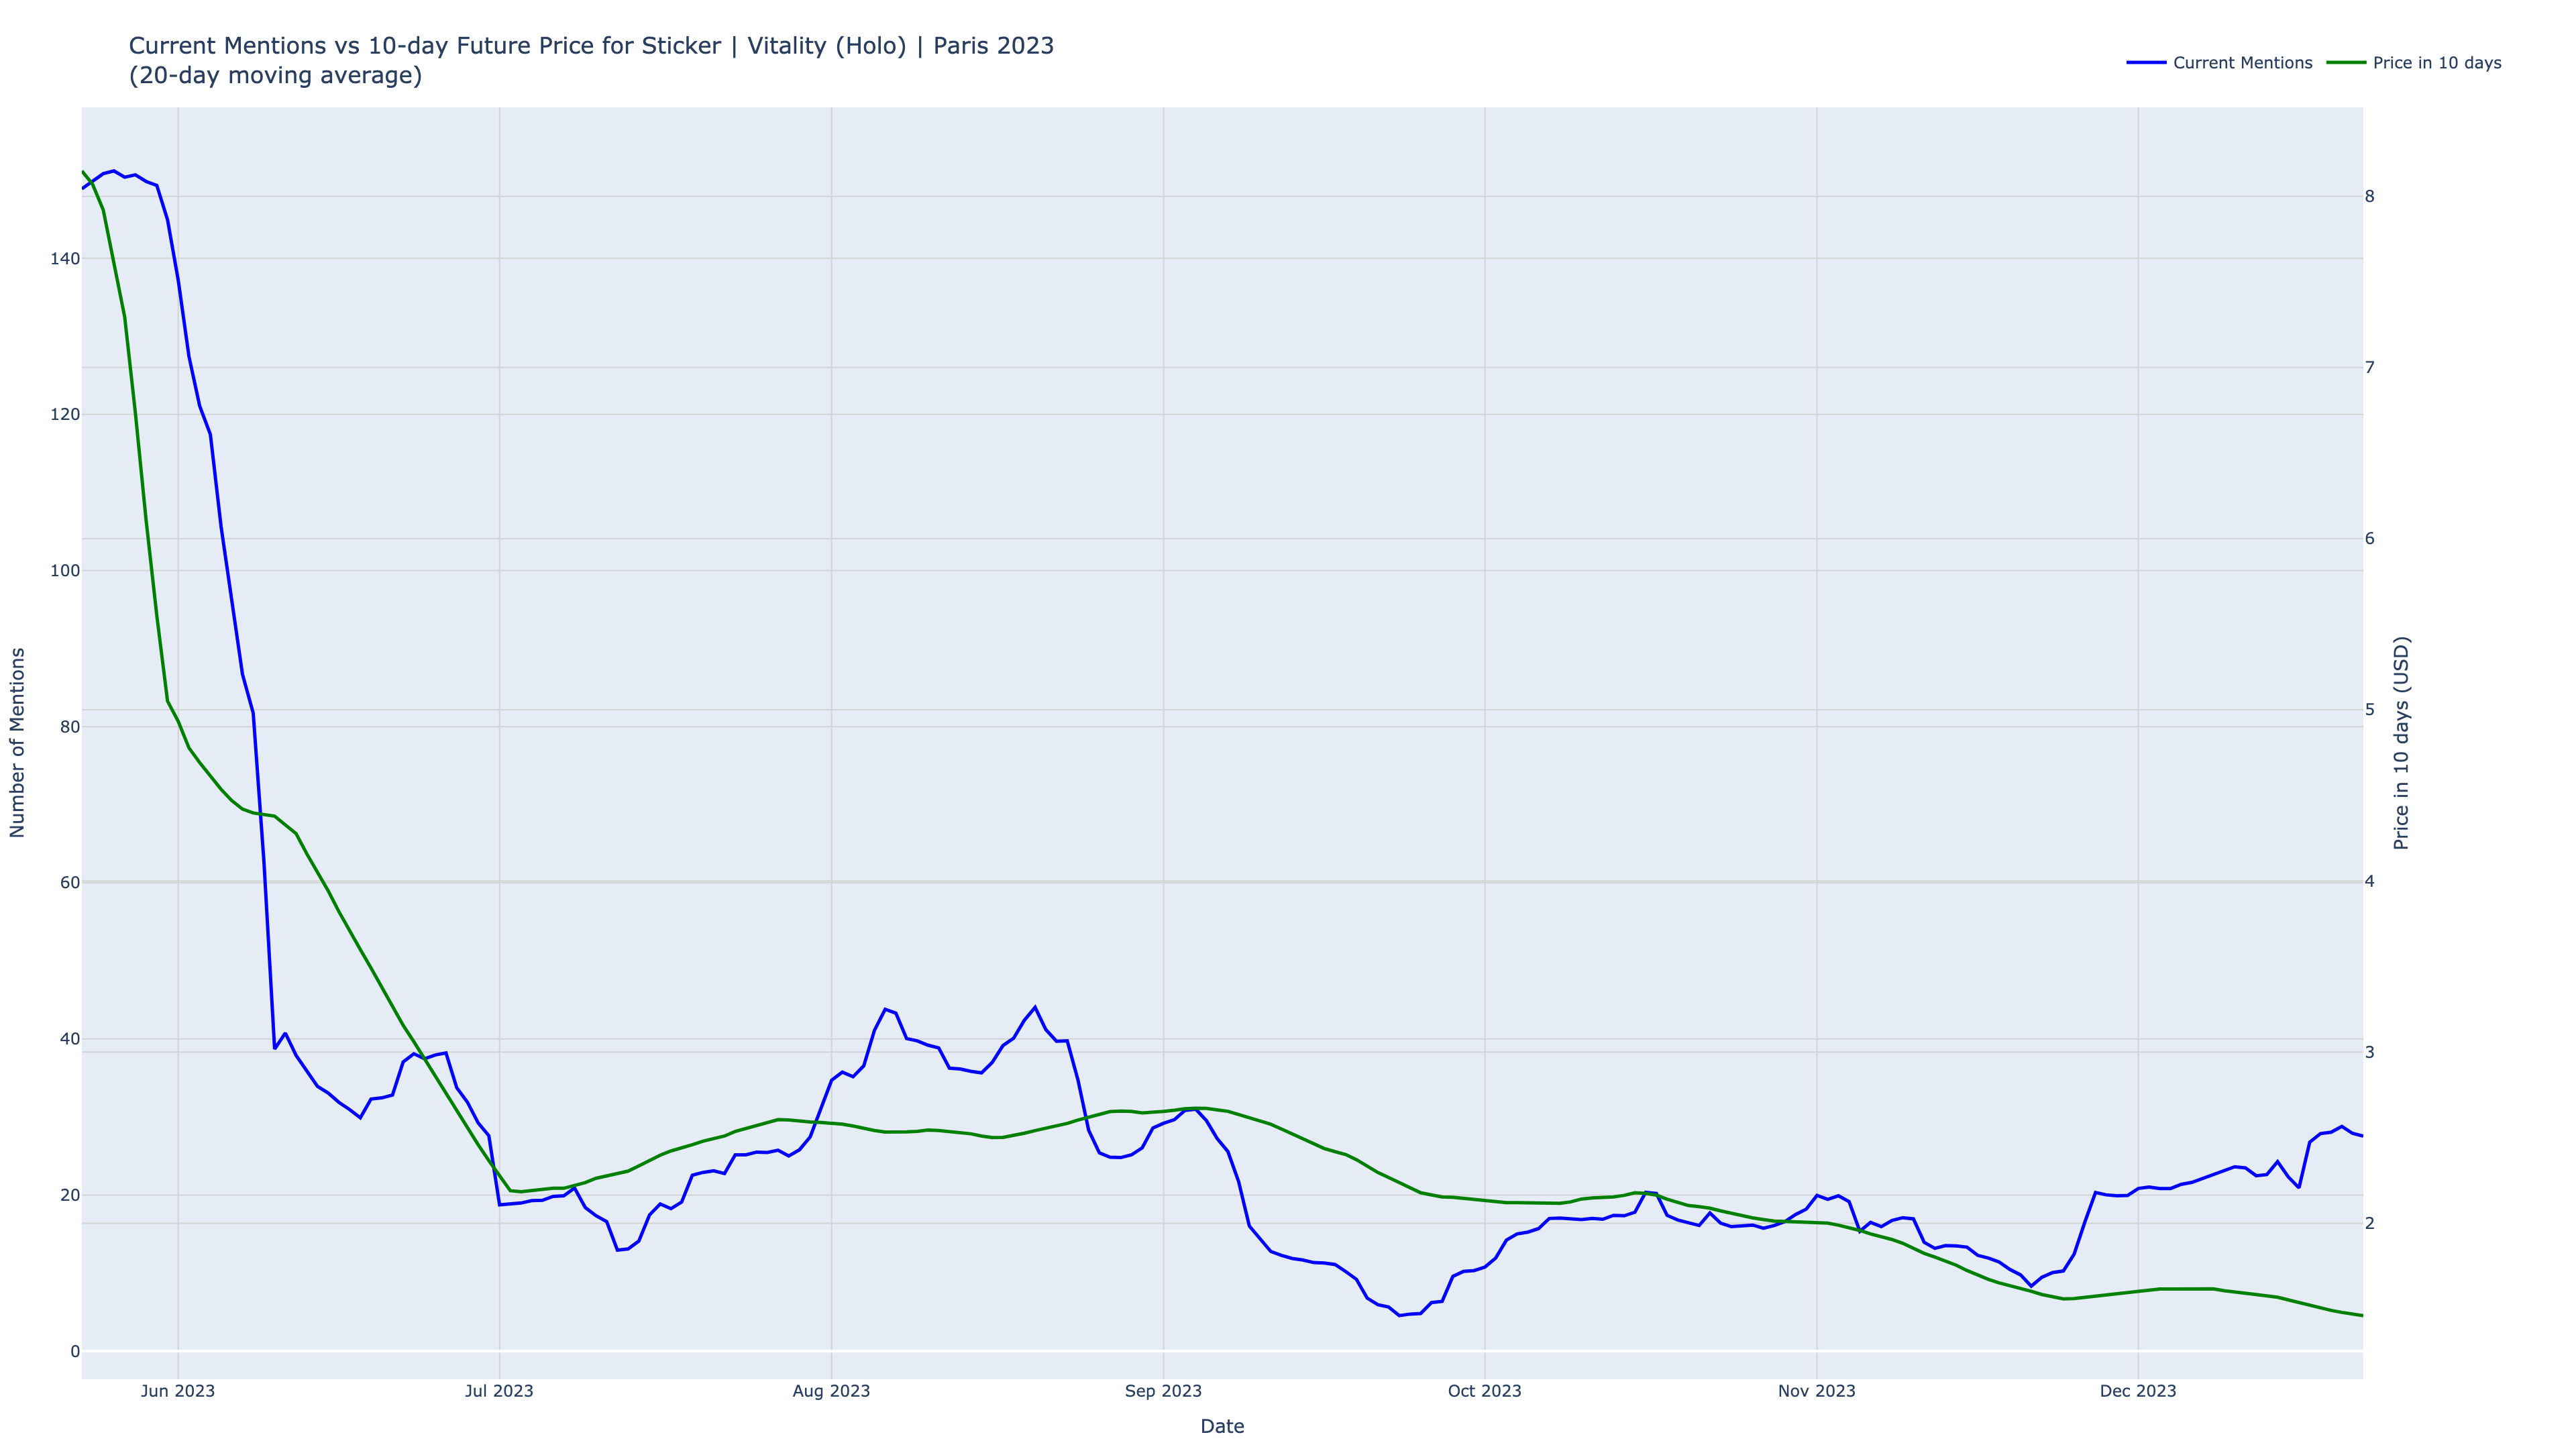 Current Mentions vs 10-day Future Price for Sticker | Vitality (Holo) | Paris 2023
(20-day moving average)
Current Mentions
Price in 10 days
Number of Mentions
140
120
100
80
60
40
20
0
8
7
6
5
4
3
2
Price in 10 days (USD)
Jun 2023
Jul 2023
Aug 2023
Sep 2023
Oct 2023
Nov 2023
Dec 2023
Date